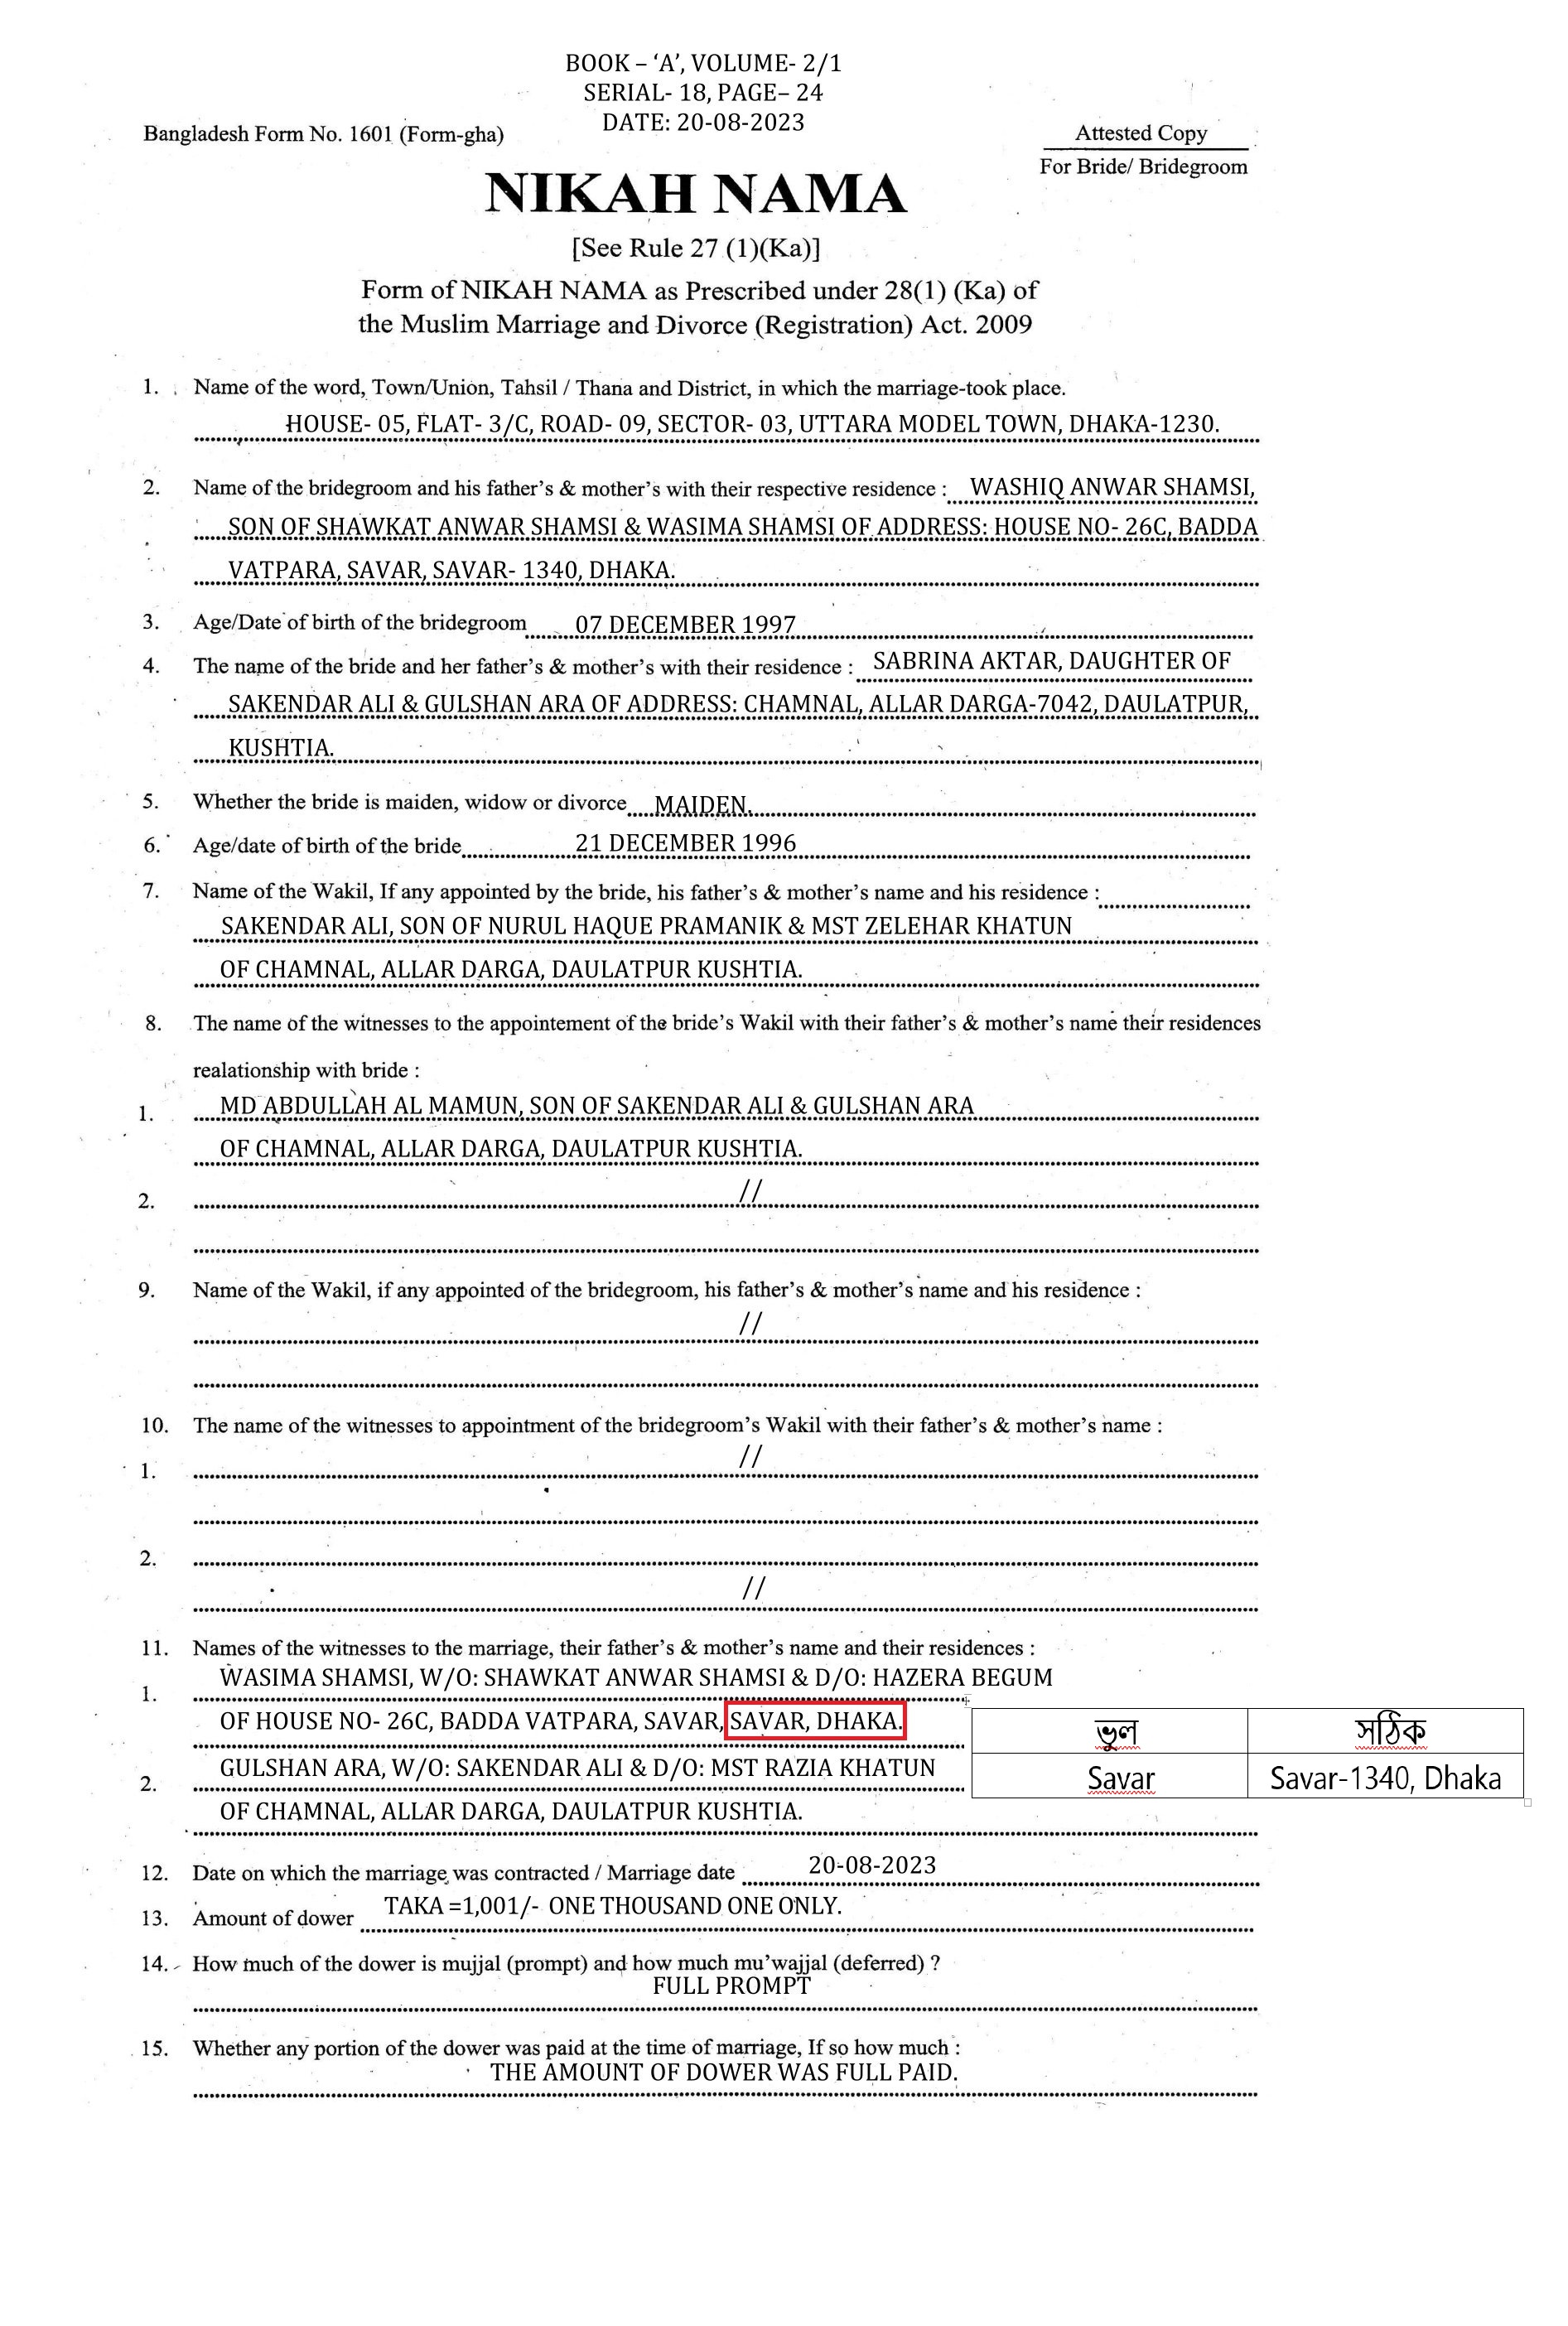 BOOK – ‘A’, VOLUME- 2/1
SERIAL- 18, PAGE– 24
DATE: 20-08-2023
Bangladesh Form No. 1601 (Form-gha)
Attested Copy
For Bride/ Bridegroom
NIKAH NAMA
[See Rule 27 (1)(Ka)]
Form of NIKAH NAMA as Prescribed under 28(1) (Ka) of
the Muslim Marriage and Divorce (Registration) Act. 2009
1. Name of the word, Town/Union, Tahsil / Thana and District, in which the marriage-took place.
HOUSE- 05, FLAT- 3/C, ROAD- 09, SECTOR- 03, UTTARA MODEL TOWN, DHAKA-1230.
2. Name of the bridegroom and his father’s & mother’s with their respective residence : WASHIQ ANWAR SHAMSI,
SON OF SHAWKAT ANWAR SHAMSI & WASIMA SHAMSI OF ADDRESS: HOUSE NO- 26C, BADDA
VATPARA, SAVAR, SAVAR- 1340, DHAKA.
3. Age/Date of birth of the bridegroom 07 DECEMBER 1997
4. The name of the bride and her father’s & mother’s with their residence : SABRINA AKTAR, DAUGHTER OF
SAKENDAR ALI & GULSHAN ARA OF ADDRESS: CHAMNAL, ALLAR DARGA-7042, DAULATPUR,
KUSHTIA.
5. Whether the bride is maiden, widow or divorce MAIDEN.
6. Age/date of birth of the bride 21 DECEMBER 1996
7. Name of the Wakil, If any appointed by the bride, his father’s & mother’s name and his residence :
SAKENDAR ALI, SON OF NURUL HAQUE PRAMANIK & MST ZELEHAR KHATUN
OF CHAMNAL, ALLAR DARGA, DAULATPUR KUSHTIA.
8. The name of the witnesses to the appointement of the bride’s Wakil with their father’s & mother’s name their residences
realationship with bride :
1. MD ABDULLAH AL MAMUN, SON OF SAKENDAR ALI & GULSHAN ARA
OF CHAMNAL, ALLAR DARGA, DAULATPUR KUSHTIA.
2. //
9. Name of the Wakil, if any appointed of the bridegroom, his father’s & mother’s name and his residence :
//
10. The name of the witnesses to appointment of the bridegroom’s Wakil with their father’s & mother’s name :
1. //
2.
//
11. Names of the witnesses to the marriage, their father’s & mother’s name and their residences :
1. WASIMA SHAMSI, W/O: SHAWKAT ANWAR SHAMSI & D/O: HAZERA BEGUM
OF HOUSE NO- 26C, BADDA VATPARA, SAVAR, SAVAR, DHAKA.
ভুল সঠিক
Savar Savar-1340, Dhaka
2. GULSHAN ARA, W/O: SAKENDAR ALI & D/O: MST RAZIA KHATUN
OF CHAMNAL, ALLAR DARGA, DAULATPUR KUSHTIA.
12. Date on which the marriage was contracted / Marriage date 20-08-2023
13. Amount of dower TAKA =1,001/- ONE THOUSAND ONE ONLY.
14. How much of the dower is mujjal (prompt) and how much mu’wajjal (deferred) ?
FULL PROMPT
15. Whether any portion of the dower was paid at the time of marriage, If so how much :
THE AMOUNT OF DOWER WAS FULL PAID.